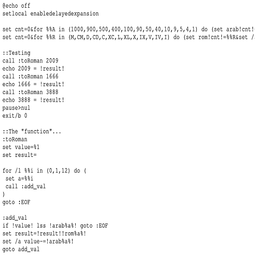 @echo off
setlocal enabledelayedexpansion
set cnt=0&for %%A in (1000,900,500,400,100,90,50,40,10,9,5,4,1) do (set arab!cnt!
set cnt=0&for %%R in (M,CM,D,CD,C,XC,L,XL,X,IX,V,IV,I) do (set rom!cnt!=%%R&set /
::Testing
call :toRoman 2009
echo 2009 = !result!
call :toRoman 1666
echo 1666 = !result!
call :toRoman 3888
echo 3888 = !result!
pause>nul
exit/b 0
::The "function"...
:toRoman
set value=%1
set result=
for /l %%i in (0,1,12) do (
set a=%%i
call :add_val
)
goto :EOF
:add_val
if !value! lss !arab%a%! goto :EOF
set result=!result!!rom%a%!
set /a value-=!arab%a%!
goto add_val